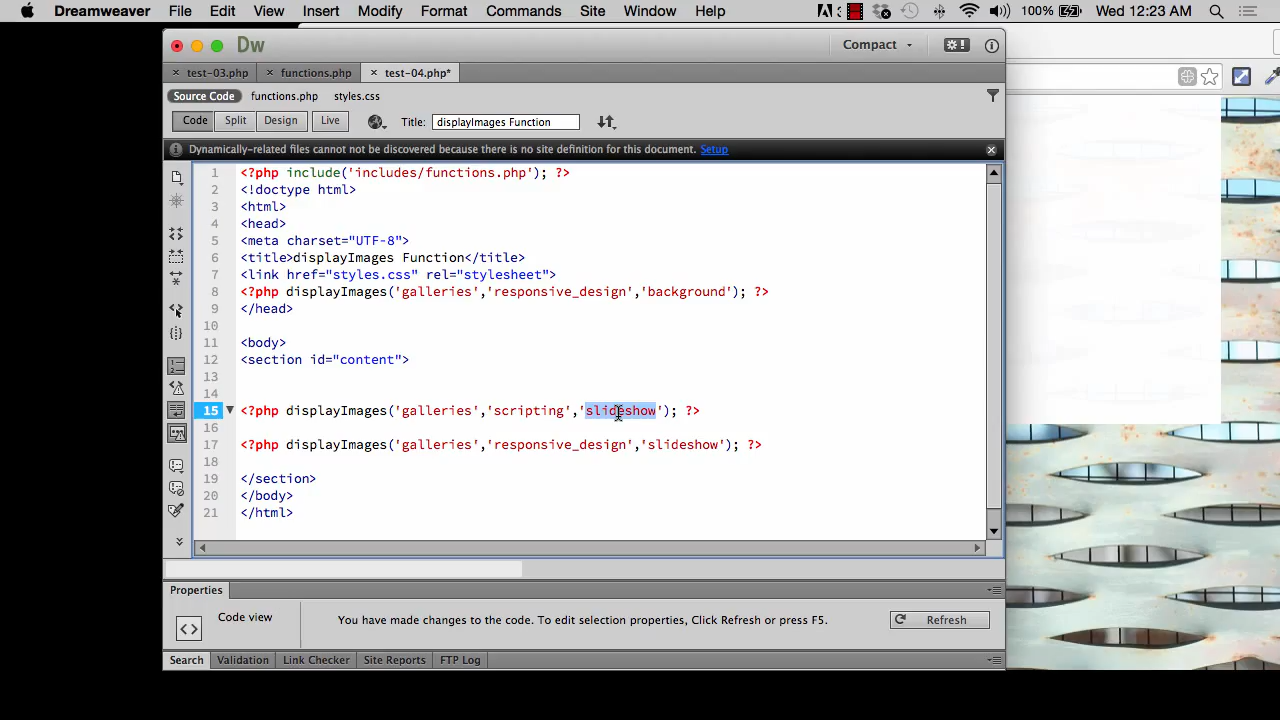 Dreamweaver File Edit View Insert Modify Format Commands Site Window Help 100% Wed 12:23 AM
Dw Compact
test-03.php functions.php test-04.php*
Source Code functions.php styles.css
Code Split Design Live Title: displayImages Function
Dynamically-related files cannot not be discovered because there is no site definition for this document. Setup
1 <?php include('includes/functions.php'); ?>
2 <!doctype html>
3 <html>
4 <head>
5 <meta charset="UTF-8">
6 <title>displayImages Function</title>
7 <link href="styles.css" rel="stylesheet">
8 <?php displayImages('galleries','responsive_design','background'); ?>
9 </head>
10
11 <body>
12 <section id="content">
13
14
15 <?php displayImages('galleries','scripting','slideshow'); ?>
16
17 <?php displayImages('galleries','responsive_design','slideshow'); ?>
18
19 </section>
20 </body>
21 </html>
Properties
Code view You have made changes to the code. To edit selection properties, Click Refresh or press F5. Refresh
Search Validation Link Checker Site Reports FTP Log